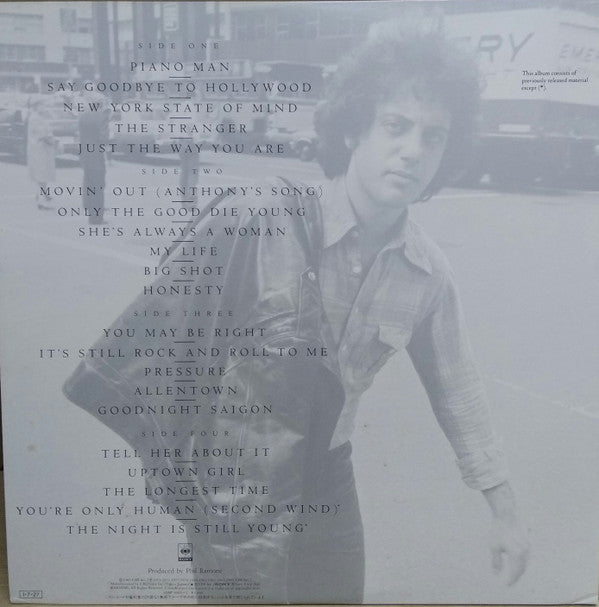 SIDE ONE
PIANO MAN
SAY GOODBYE TO HOLLYWOOD
NEW YORK STATE OF MIND
THE STRANGER
JUST THE WAY YOU ARE
SIDE TWO
MOVIN' OUT (ANTHONY'S SONG)
ONLY THE GOOD DIE YOUNG
SHE'S ALWAYS A WOMAN
MY LIFE
BIG SHOT
HONESTY
SIDE THREE
YOU MAY BE RIGHT
IT'S STILL ROCK AND ROLL TO ME
PRESSURE
ALLENTOWN
GOODNIGHT SAIGON
SIDE FOUR
TELL HER ABOUT IT
UPTOWN GIRL
THE LONGEST TIME
YOU'RE ONLY HUMAN (SECOND WIND)*
THE NIGHT IS STILL YOUNG*
This album consists of
previously released material
except (*)
ERY
EME
Produced by Phil Ramone